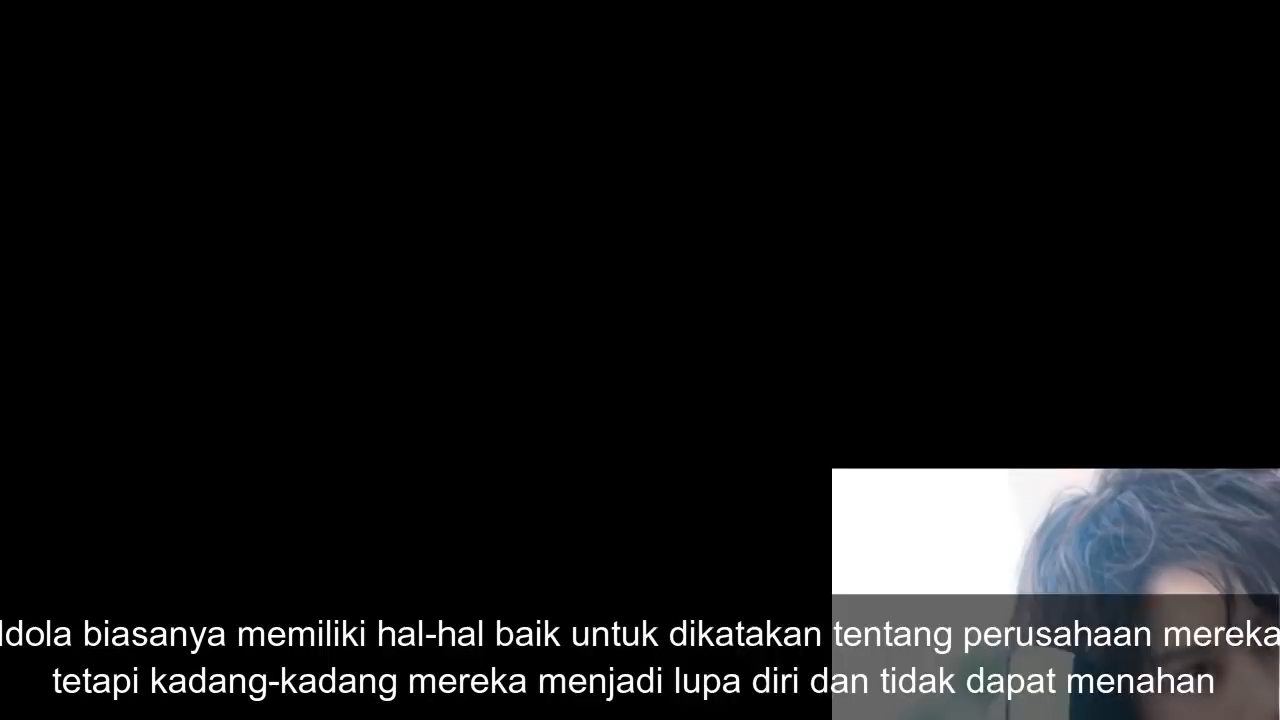 Idola biasanya memiliki hal-hal baik untuk dikatakan tentang perusahaan mereka
tetapi kadang-kadang mereka menjadi lupa diri dan tidak dapat menahan